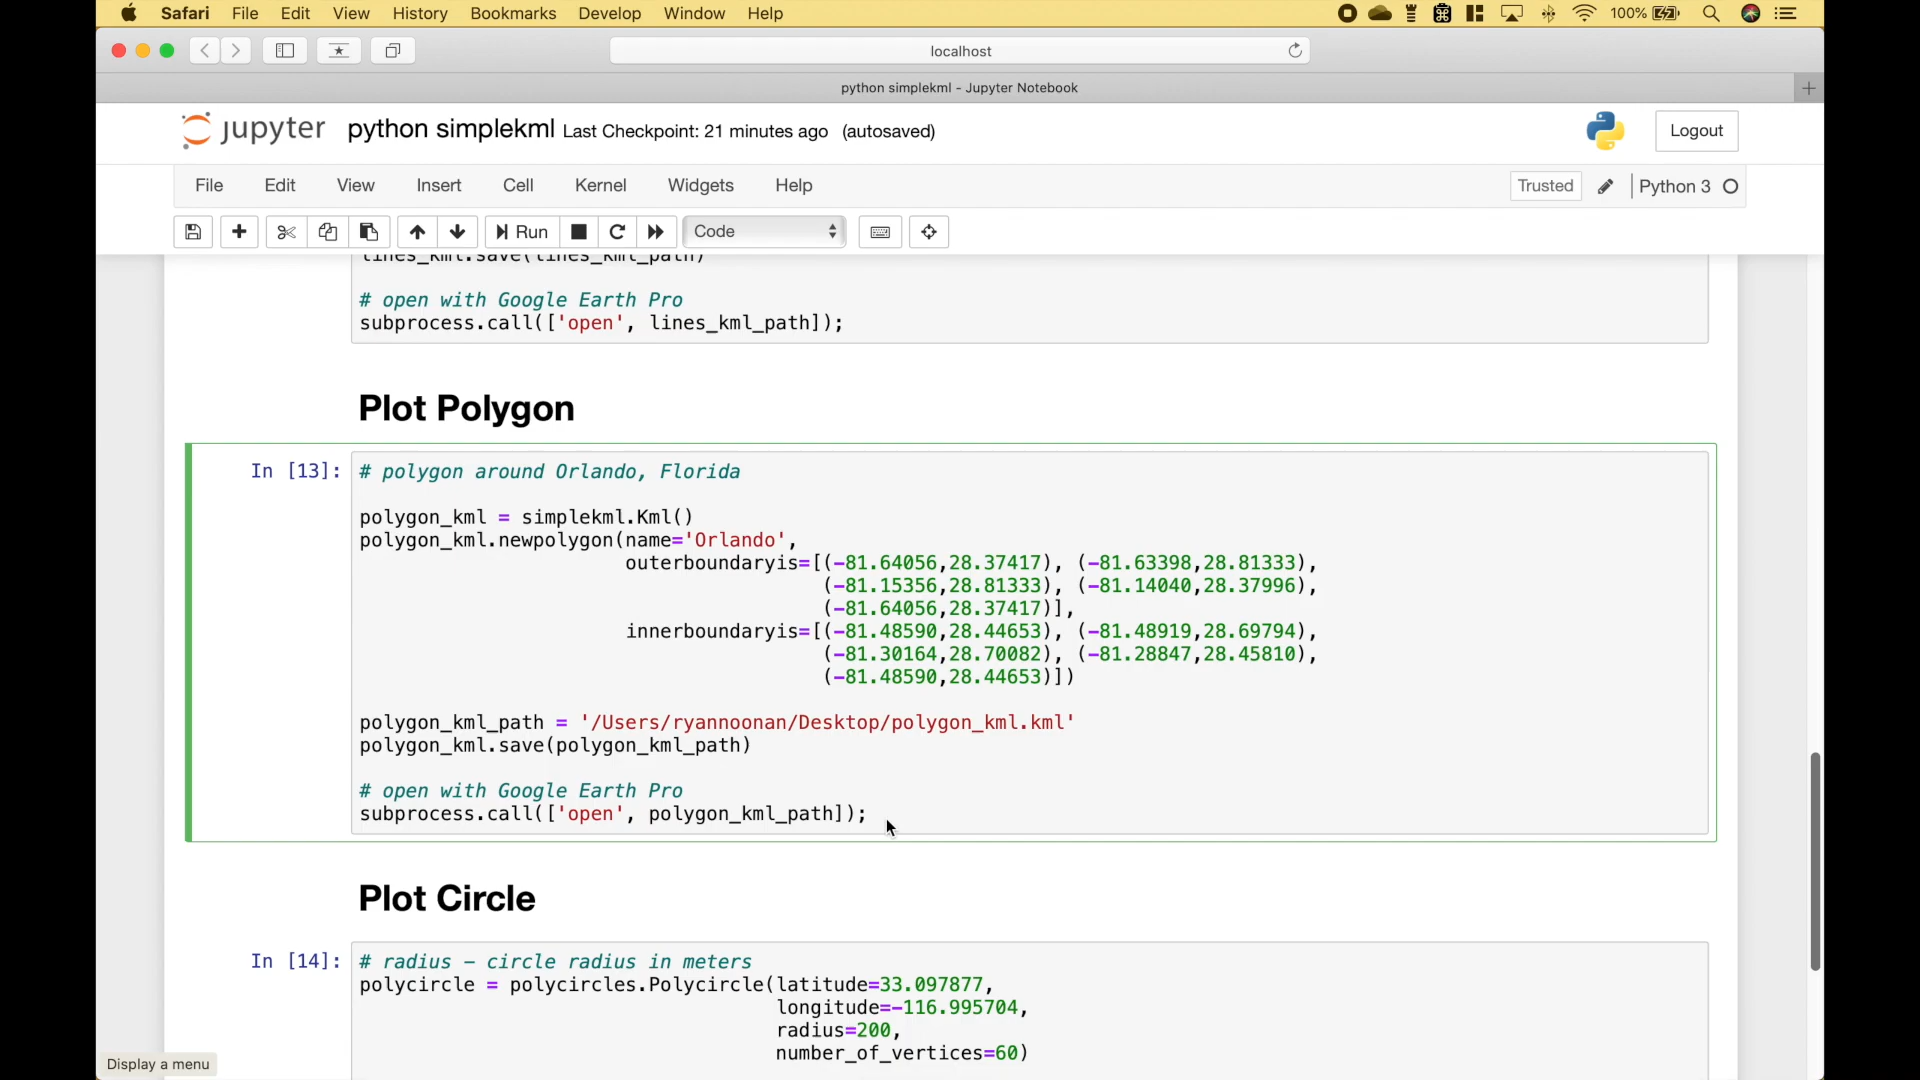 Safari File Edit View History Bookmarks Develop Window Help 100%
localhost
python simplekml - Jupyter Notebook
jupyter python simplekml Last Checkpoint: 21 minutes ago (autosaved) Logout
File Edit View Insert Cell Kernel Widgets Help Trusted Python 3
Run Code
lines_kml.save(lines_kml_path)
# open with Google Earth Pro
subprocess.call(['open', lines_kml_path]);
Plot Polygon
In [13]: # polygon around Orlando, Florida
polygon_kml = simplekml.Kml()
polygon_kml.newpolygon(name='Orlando',
outerboundaryis=[(-81.64056,28.37417), (-81.63398,28.81333),
(-81.15356,28.81333), (-81.14040,28.37996),
(-81.64056,28.37417)],
innerboundaryis=[(-81.48590,28.44653), (-81.48919,28.69794),
(-81.30164,28.70082), (-81.28847,28.45810),
(-81.48590,28.44653)])
polygon_kml_path = '/Users/ryannoonan/Desktop/polygon_kml.kml'
polygon_kml.save(polygon_kml_path)
# open with Google Earth Pro
subprocess.call(['open', polygon_kml_path]);
Plot Circle
In [14]: # radius – circle radius in meters
polycircle = polycircles.Polycircle(latitude=33.097877,
longitude=-116.995704,
radius=200,
number_of_vertices=60)
Display a menu